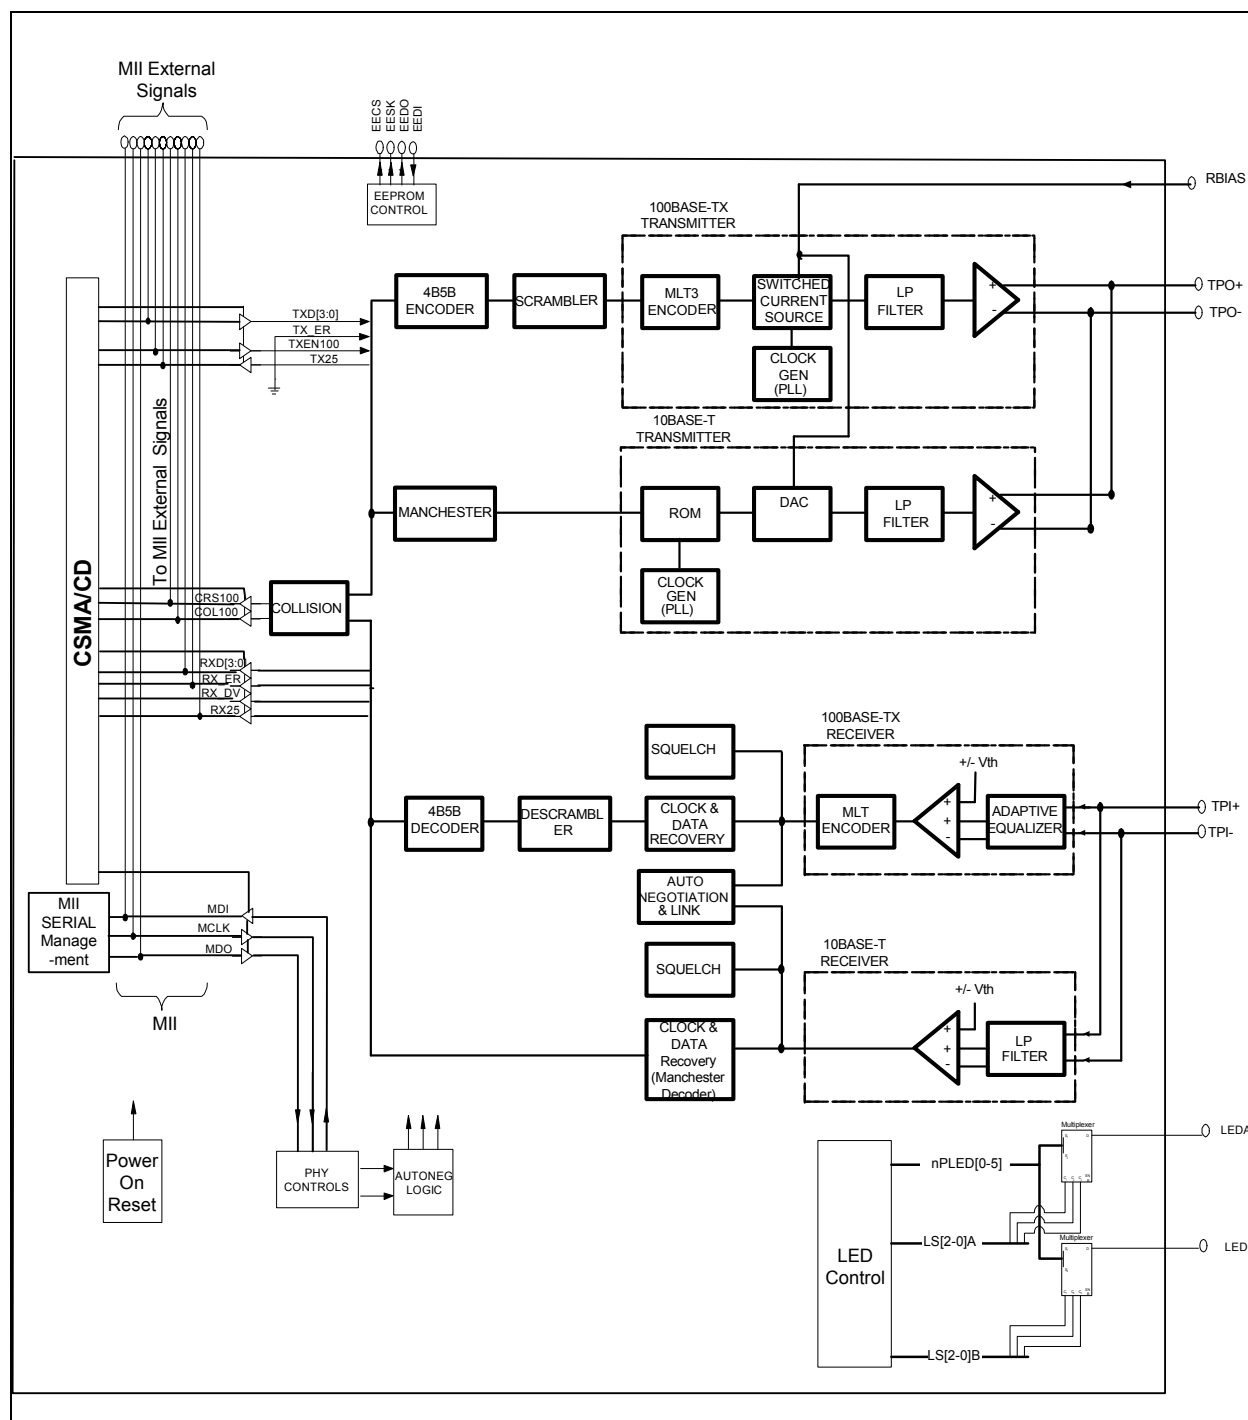 MII External
Signals
EECS
EESK
EEDO
EEDI
EEPROM
CONTROL
RBIAS
100BASE-TX
TRANSMITTER
4B5B
ENCODER
SCRAMBLER
MLT3
ENCODER
SWITCHED
CURRENT
SOURCE
LP
FILTER
+
-
TPO+
TPO-
CLOCK
GEN
(PLL)
TXD[3:0]
TX_ER
TXEN100
TX25
To MII External Signals
CSMA/CD
10BASE-T
TRANSMITTER
MANCHESTER
ROM
DAC
LP
FILTER
+
-
CLOCK
GEN
(PLL)
CRS100
COL100
COLLISION
RXD[3:0]
RX_ER
RX_DV
RX25
100BASE-TX
RECEIVER
SQUELCH
+/- Vth
4B5B
DECODER
DESCRAMBL
ER
CLOCK &
DATA
RECOVERY
MLT
ENCODER
+
+
-
ADAPTIVE
EQUALIZER
TPI+
TPI-
AUTO
NEGOTIATION
& LINK
MII
SERIAL
Manage
-ment
MDI
MCLK
MDO
MII
10BASE-T
RECEIVER
SQUELCH
+/- Vth
CLOCK &
DATA
Recovery
(Manchester
Decoder)
+
+
-
LP
FILTER
Power
On
Reset
PHY
CONTROLS
AUTONEG
LOGIC
LED
Control
nPLED[0-5]
LS[2-0]A
LS[2-0]B
Multiplexer
LEDA
Multiplexer
LED